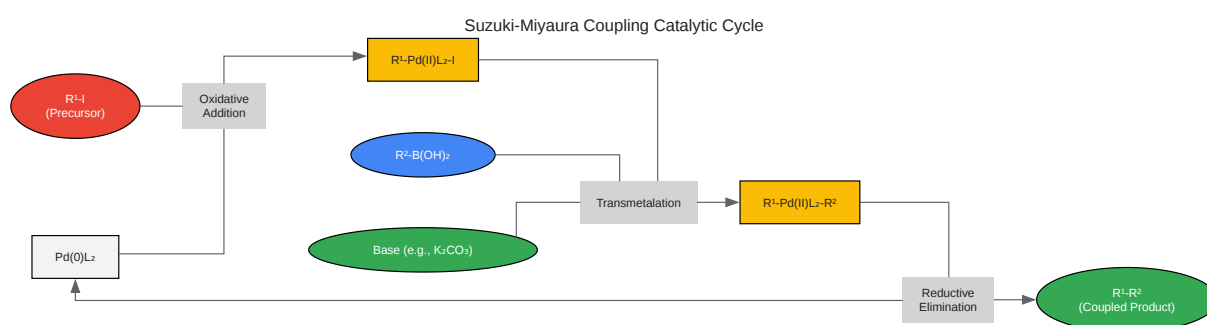 Suzuki-Miyaura Coupling Catalytic Cycle
R¹-Pd(II)L₂-I
R¹-I
(Precursor)
Oxidative
Addition
R²-B(OH)₂
Transmetalation
R¹-Pd(II)L₂-R²
Base (e.g., K₂CO₃)
Pd(0)L₂
Reductive
Elimination
R¹-R²
(Coupled Product)